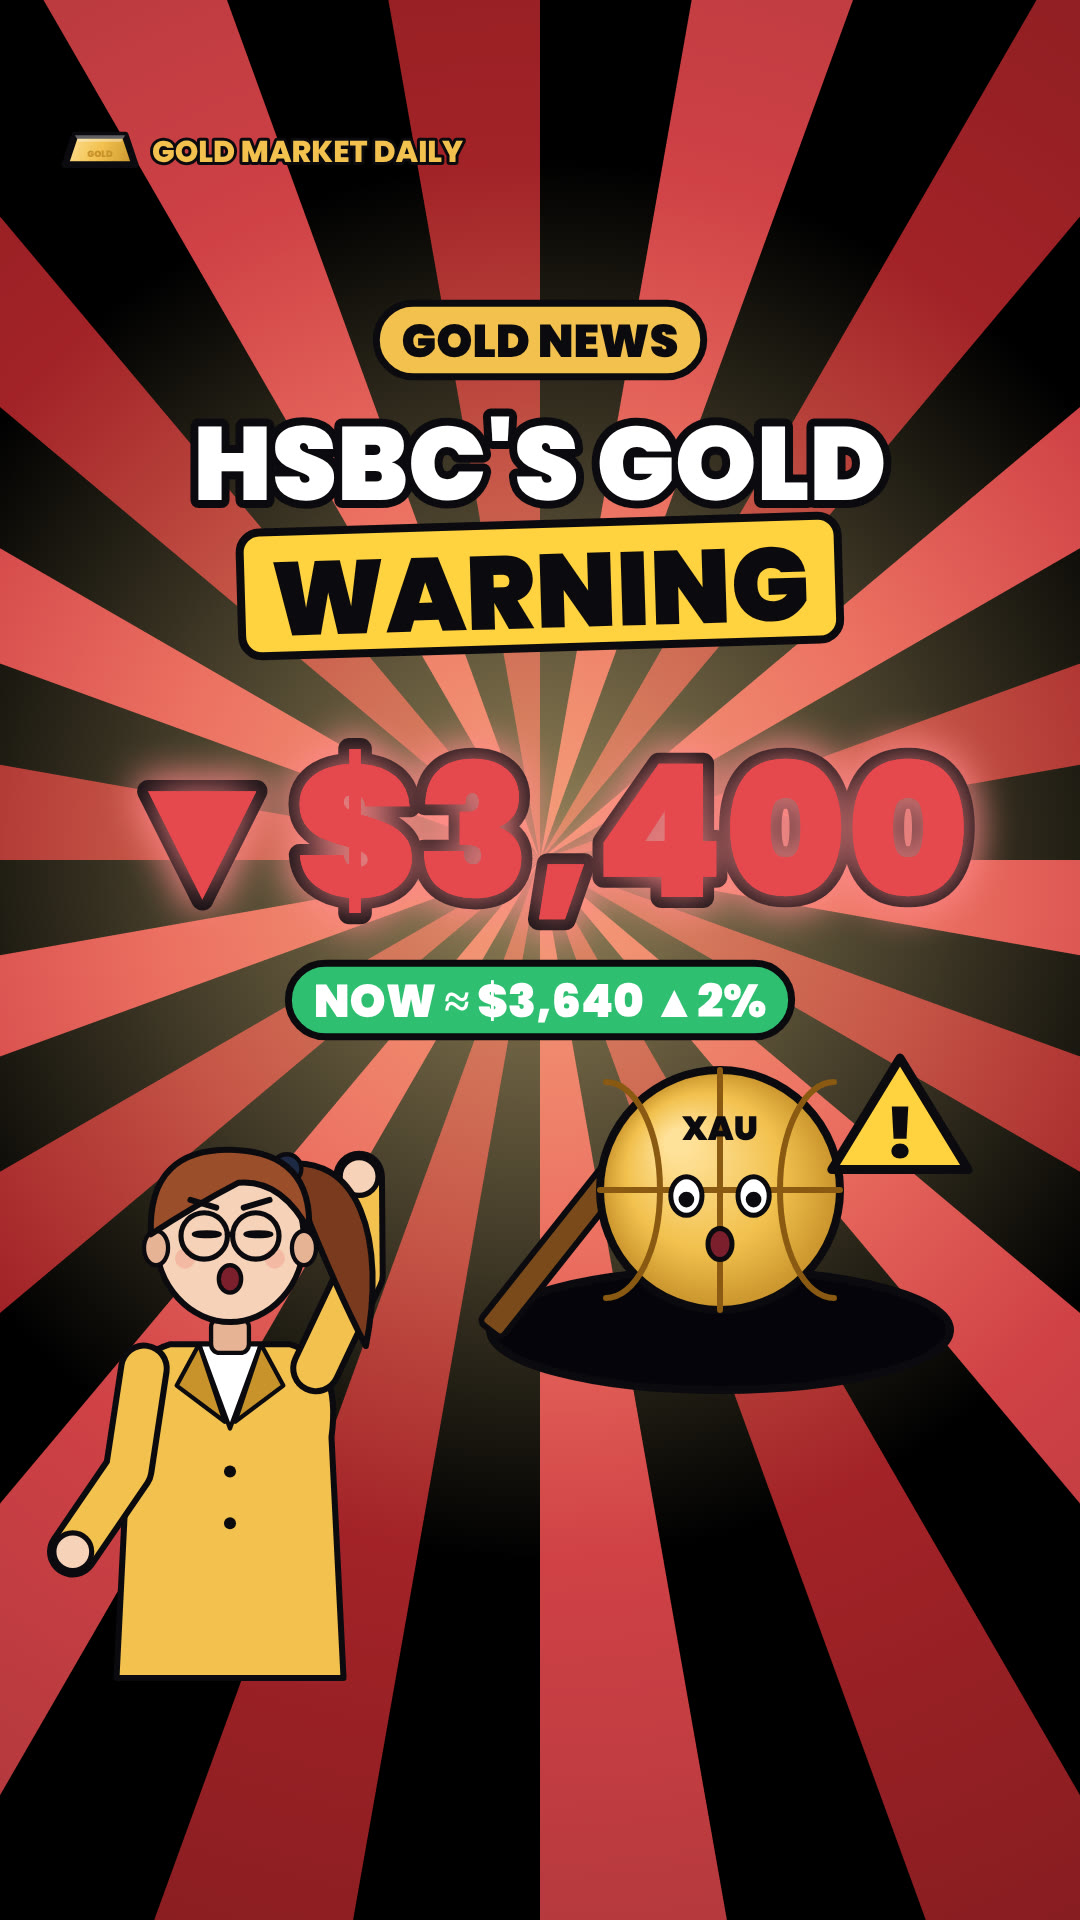 GOLD
GOLD MARKET DAILY
GOLD NEWS
HSBC'S GOLD
WARNING
▼$3,400
NOW ≈ $3,640 ▲2%
XAU
!